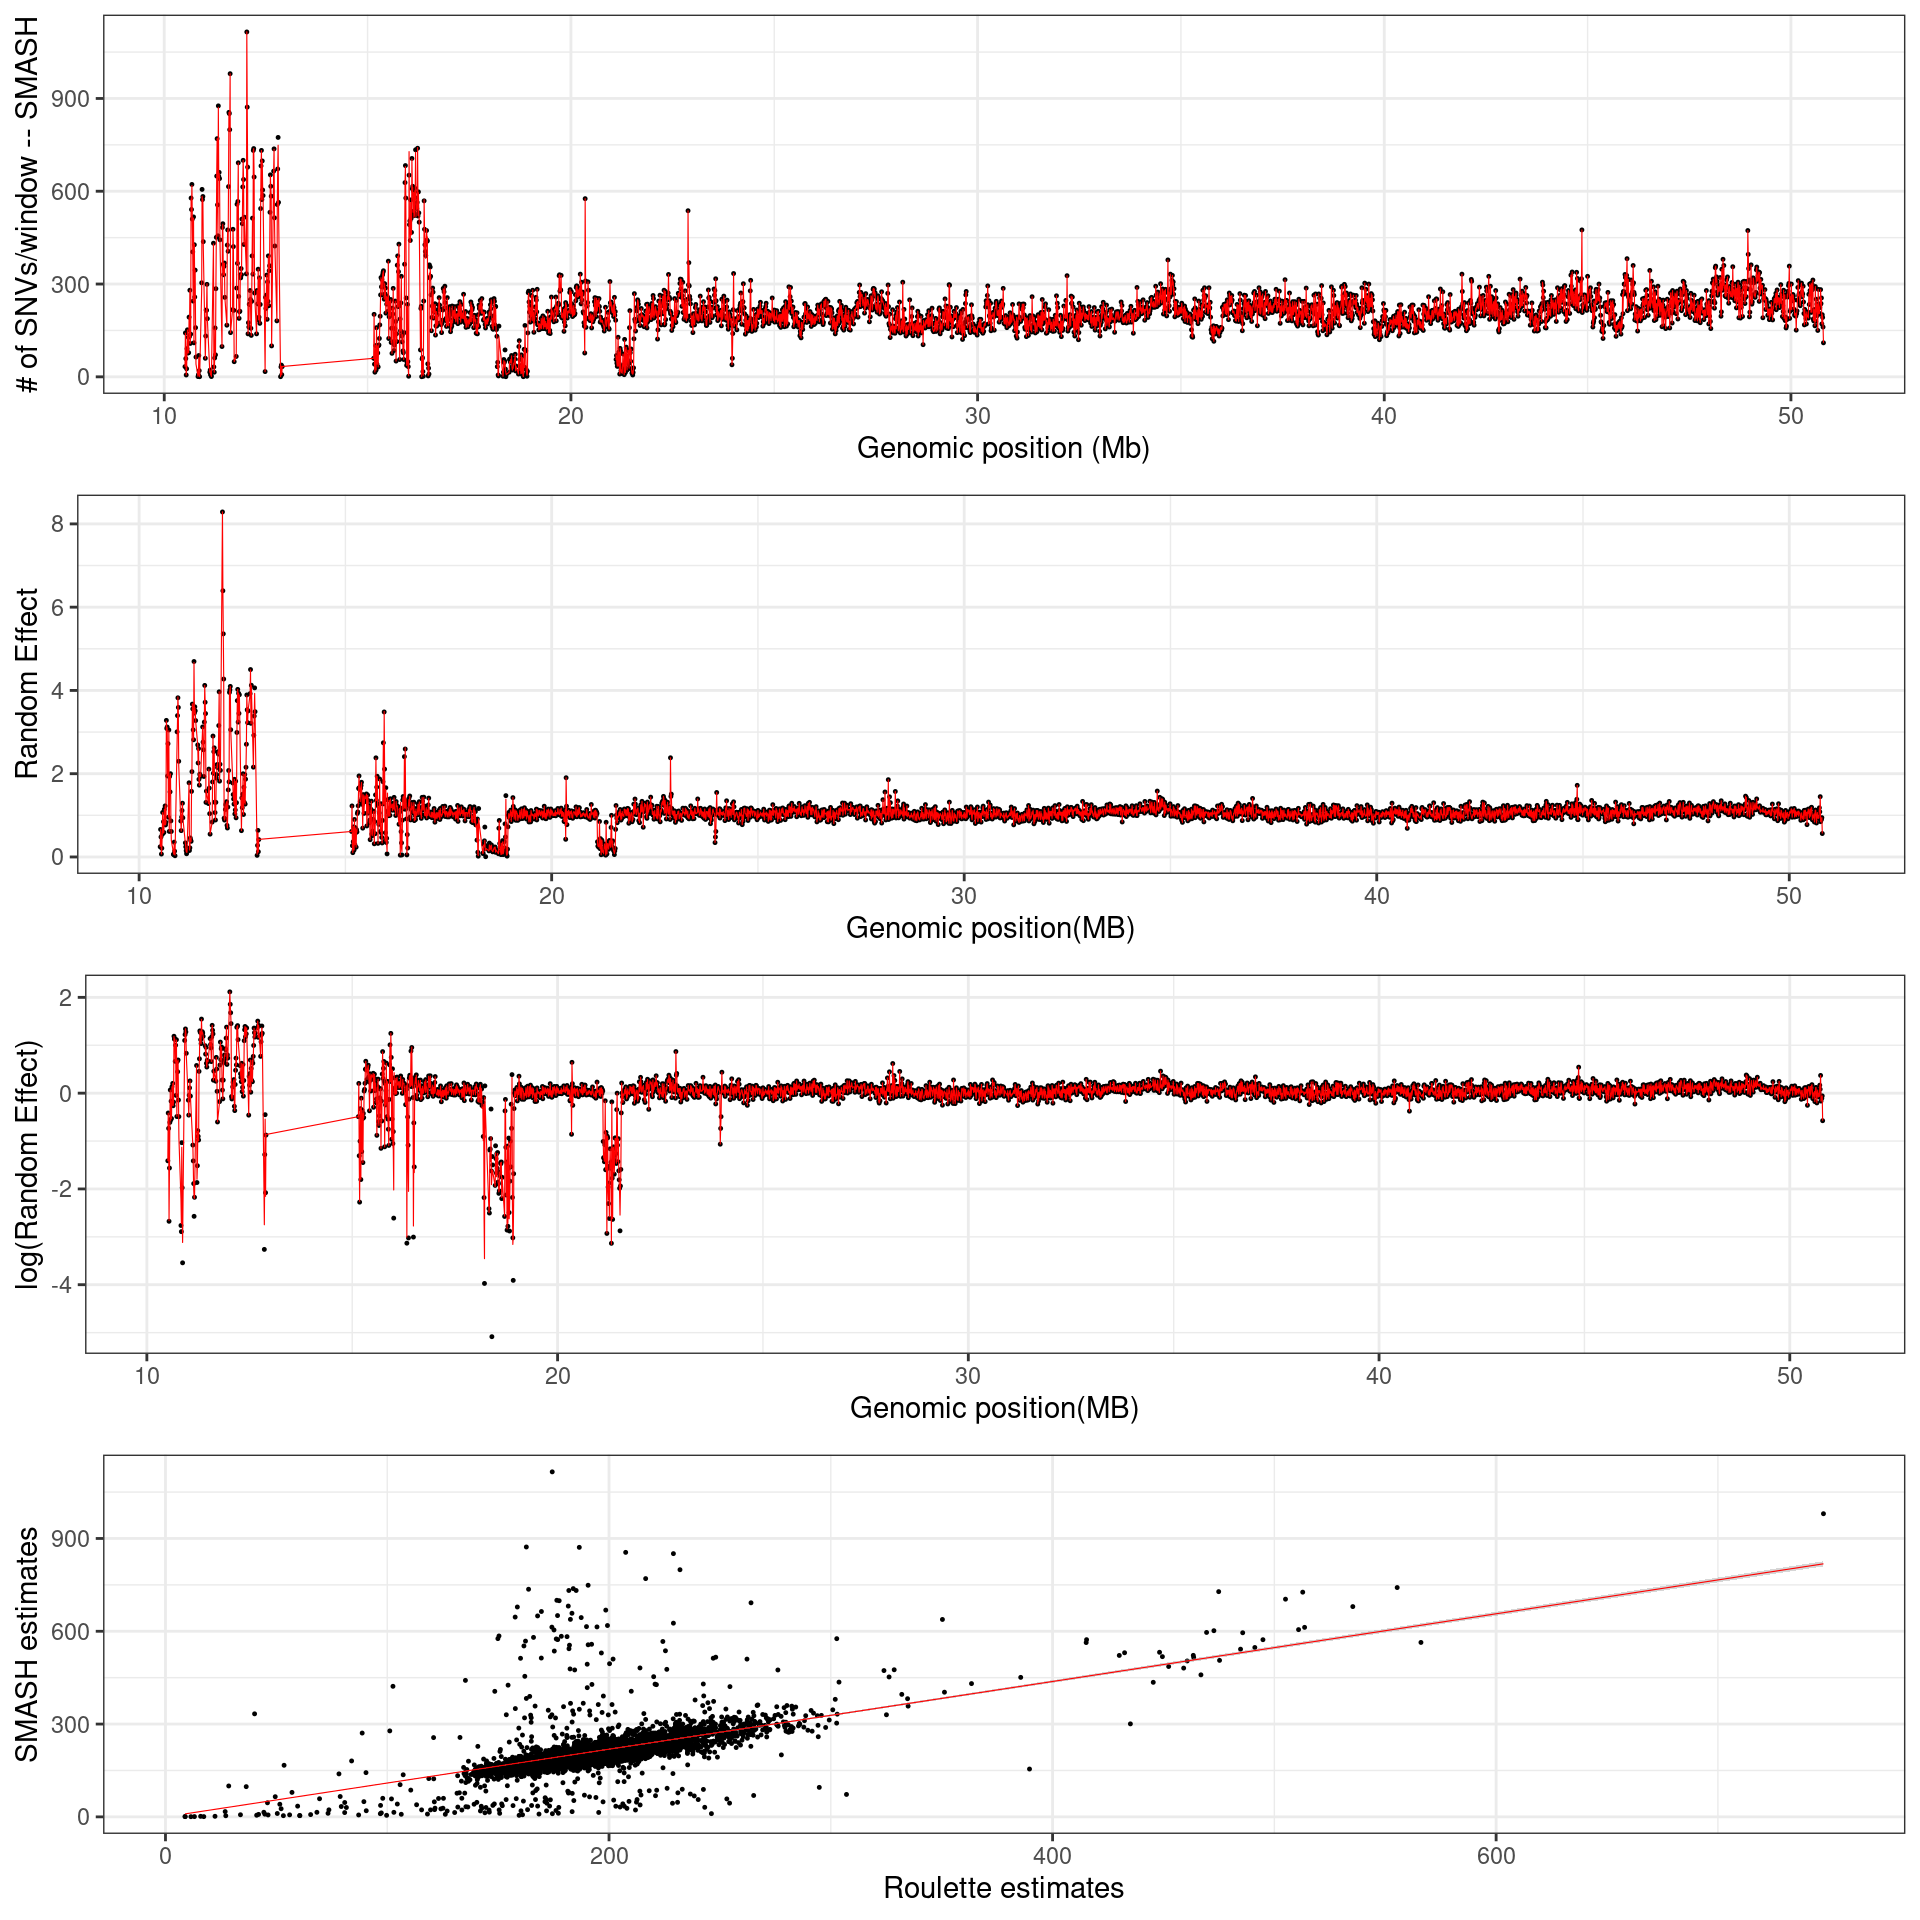 # of SNVs/window -- SMASH
900
600
300
0
10 20 30 40 50
Genomic position (Mb)
Random Effect
8
6
4
2
0
10 20 30 40 50
Genomic position(MB)
log(Random Effect)
2
0
-2
-4
10 20 30 40 50
Genomic position(MB)
SMASH estimates
900
600
300
0
0 200 400 600
Roulette estimates